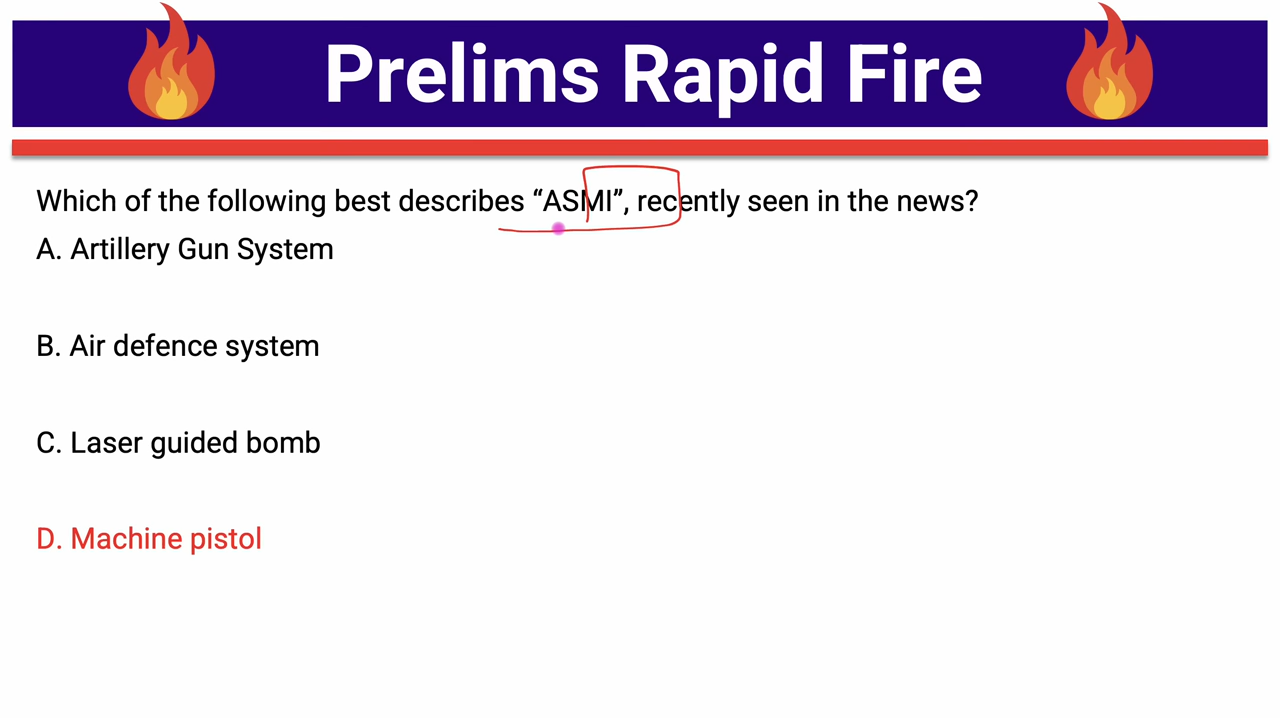 Prelims Rapid Fire
Which of the following best describes “ASMI”, recently seen in the news?
A. Artillery Gun System
B. Air defence system
C. Laser guided bomb
D. Machine pistol